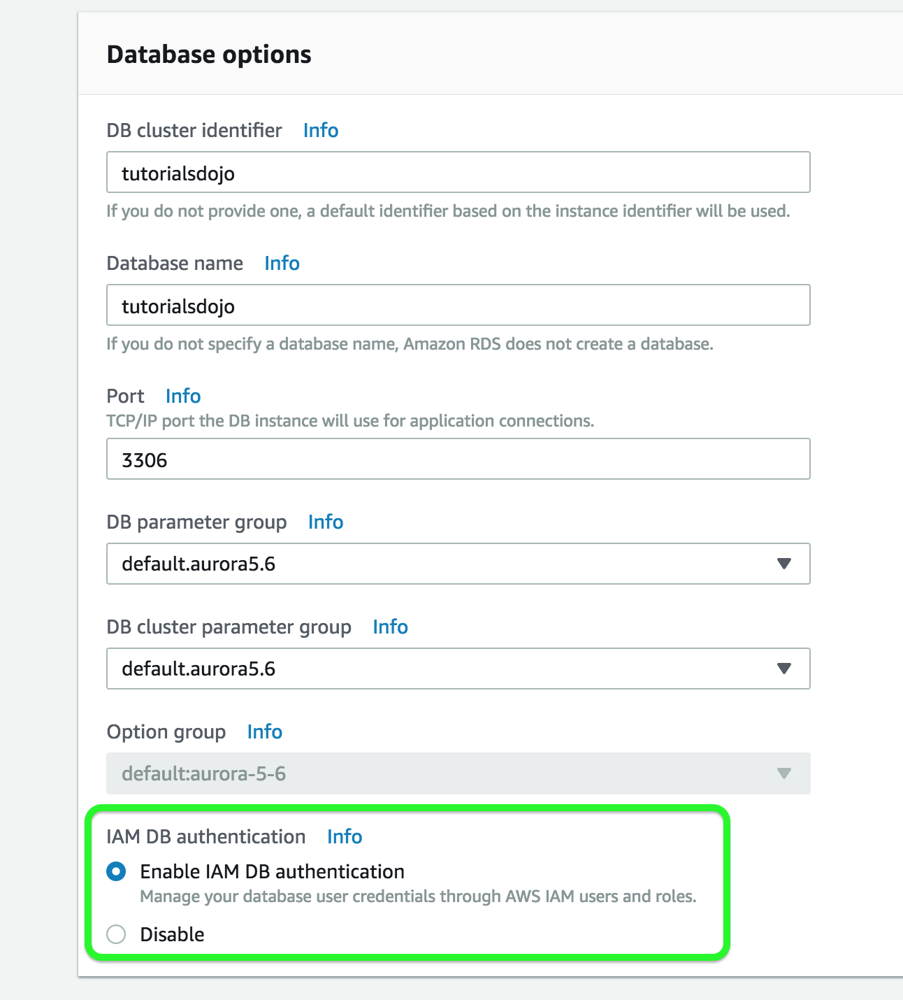 Database options
DB cluster identifier Info
tutorialsdojo
If you do not provide one, a default identifier based on the instance identifier will be used.
Database name Info
tutorialsdojo
If you do not specify a database name, Amazon RDS does not create a database.
Port Info
TCP/IP port the DB instance will use for application connections.
3306
DB parameter group Info
default.aurora5.6
DB cluster parameter group Info
default.aurora5.6
Option group Info
default:aurora-5-6
IAM DB authentication Info
Enable IAM DB authentication
Manage your database user credentials through AWS IAM users and roles.
Disable